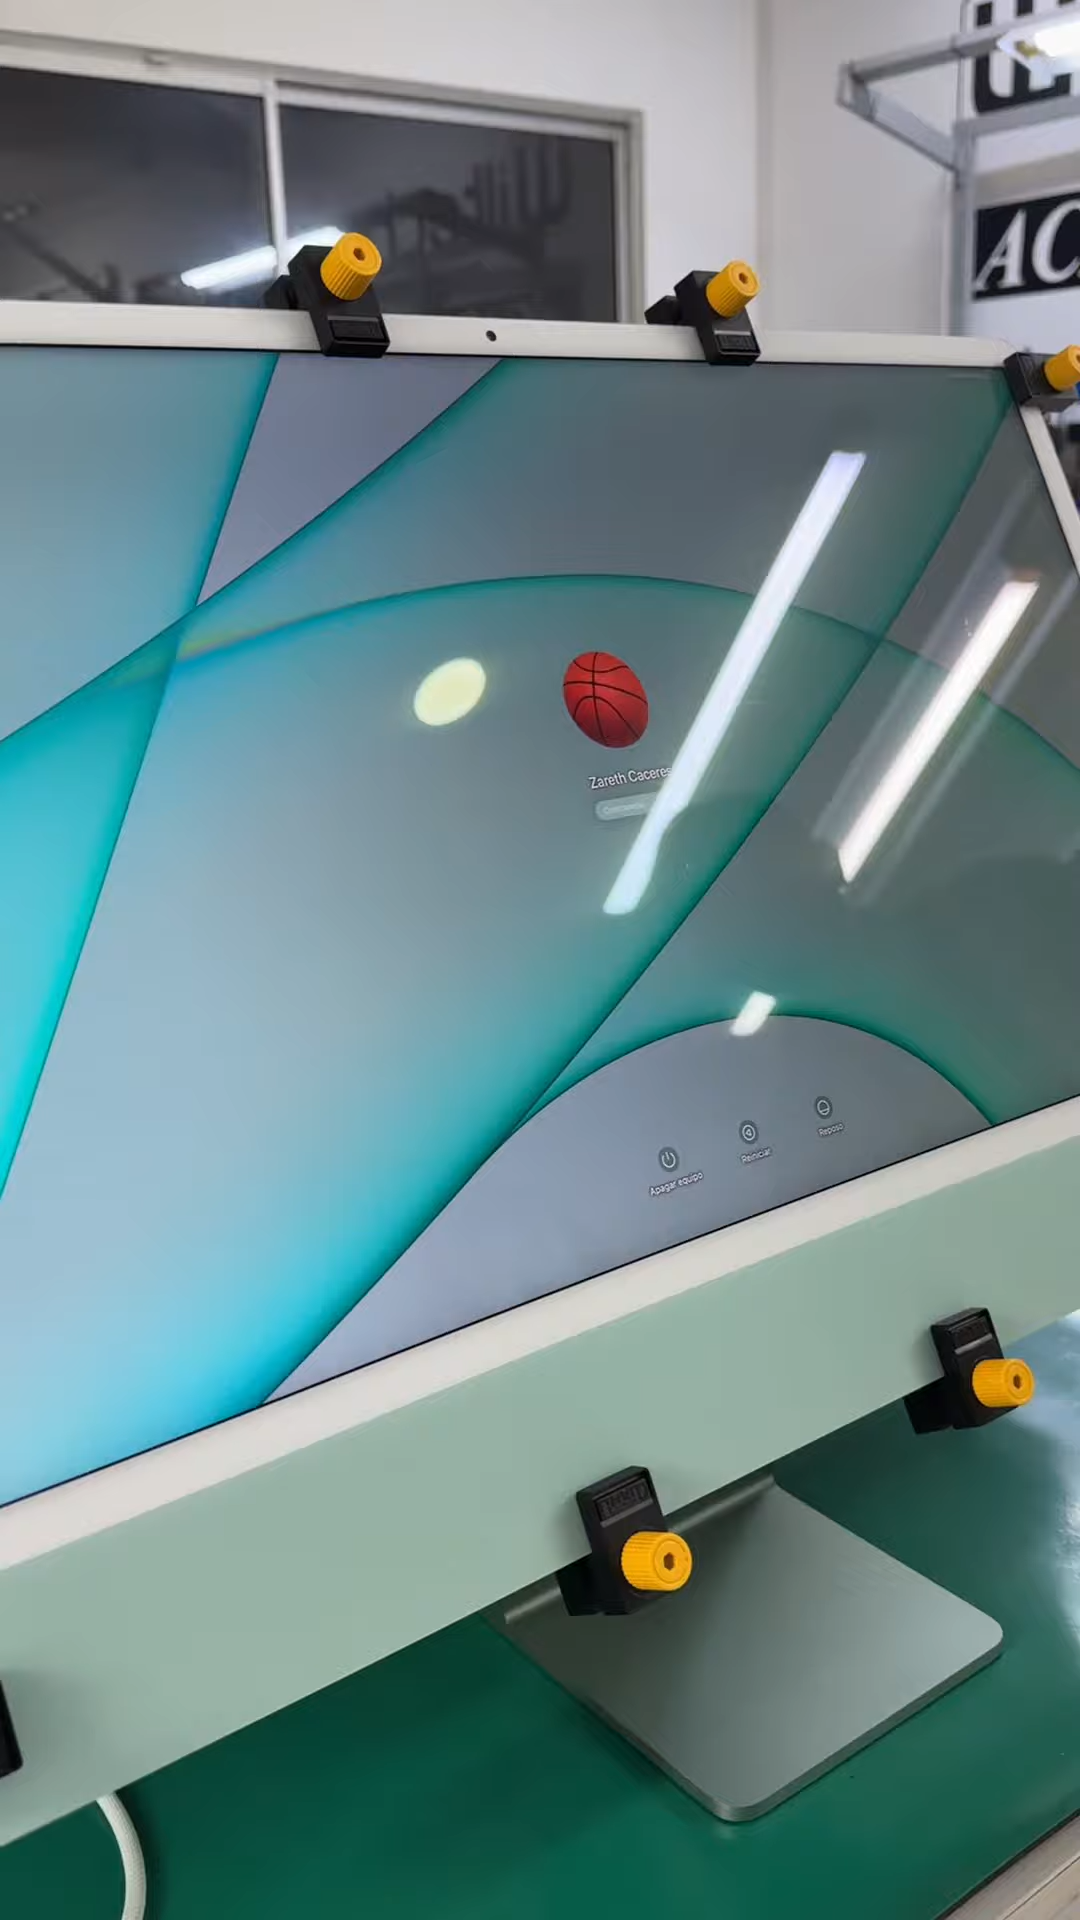 AC
Zareth Caceres
Apagar equipo
Reiniciar
Reposo